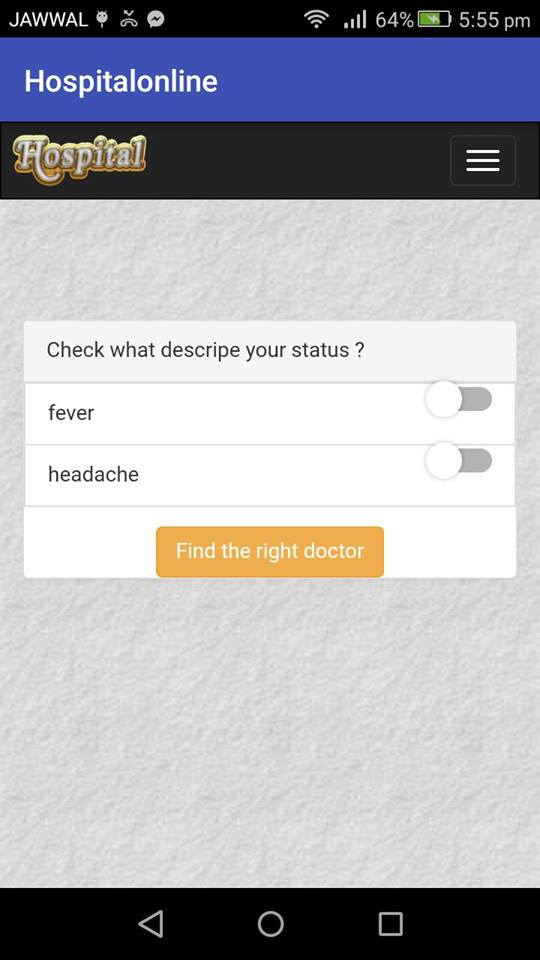 JAWWAL 64% 5:55 pm
Hospitalonline
Hospital
Check what descripe your status ?
fever
headache
Find the right doctor